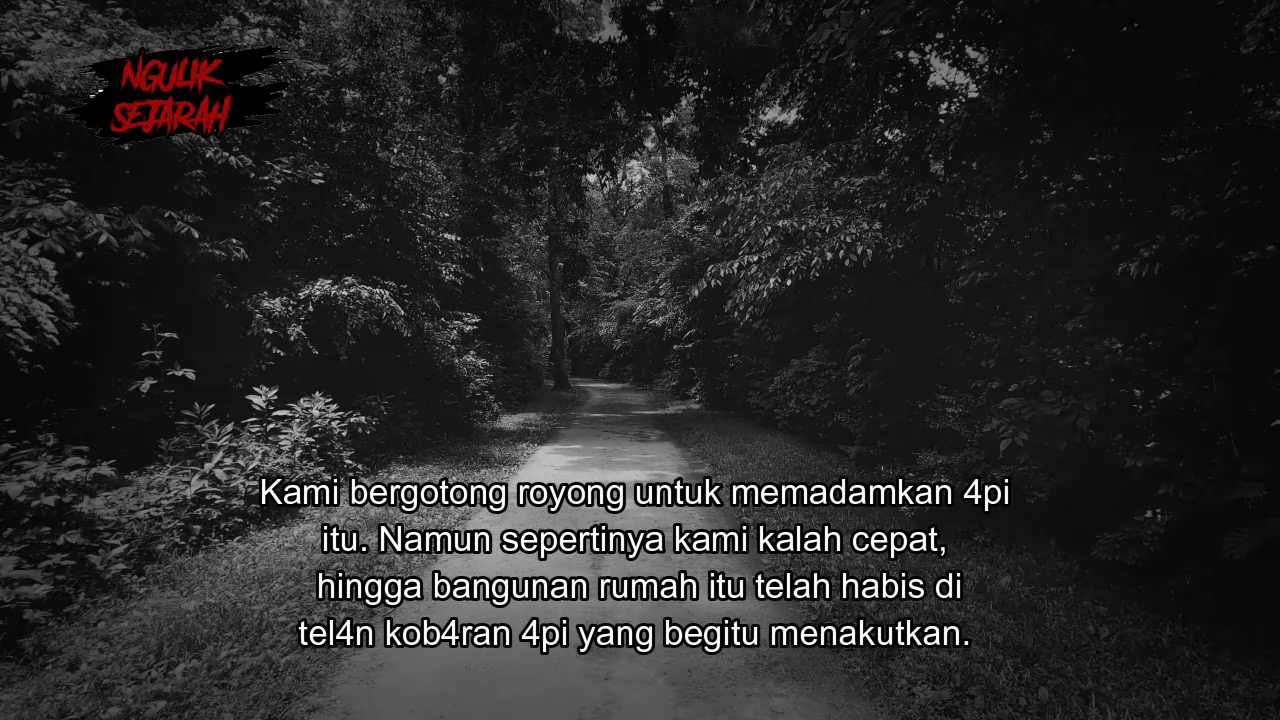 NGULIK
SEJARAH
Kami bergotong royong untuk memadamkan 4pi
itu. Namun sepertinya kami kalah cepat,
hingga bangunan rumah itu telah habis di
tel4n kob4ran 4pi yang begitu menakutkan.